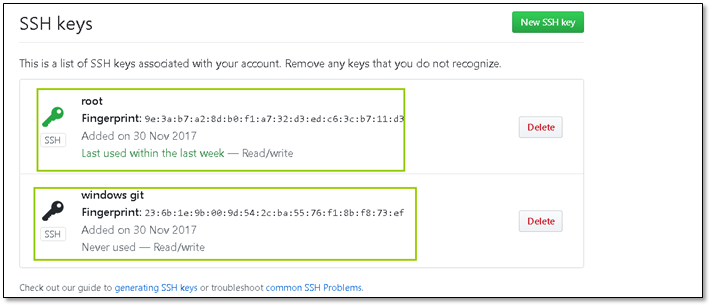 SSH keys
New SSH key
This is a list of SSH keys associated with your account. Remove any keys that you do not recognize.
root
Fingerprint: 9e:3a:b7:a2:8d:b0:f1:a7:32:d3:ed:c6:3c:b7:11:d3
SSH
Added on 30 Nov 2017
Last used within the last week — Read/write
Delete
windows git
Fingerprint: 23:6b:1e:9b:00:9d:54:2c:ba:55:76:f1:8b:f8:73:ef
SSH
Added on 30 Nov 2017
Never used — Read/write
Delete
Check out our guide to generating SSH keys or troubleshoot common SSH Problems.